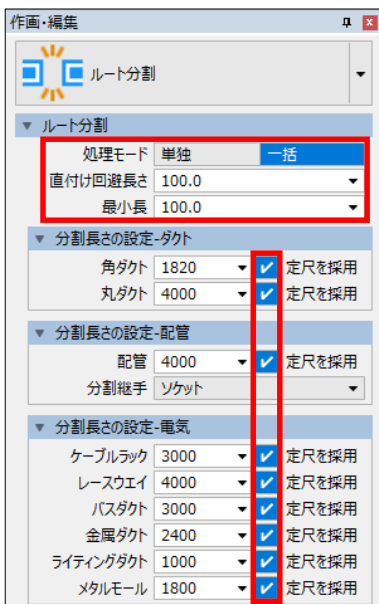 作画・編集
ルート分割
ルート分割
処理モード 単独 一括
直付け回避長さ 100.0
最小長 100.0
分割長さの設定-ダクト
角ダクト 1820 定尺を採用
丸ダクト 4000 定尺を採用
分割長さの設定-配管
配管 4000 定尺を採用
分割継手 ソケット
分割長さの設定-電気
ケーブルラック 3000 定尺を採用
レースウエイ 4000 定尺を採用
バスダクト 3000 定尺を採用
金属ダクト 2400 定尺を採用
ライティングダクト 1000 定尺を採用
メタルモール 1800 定尺を採用